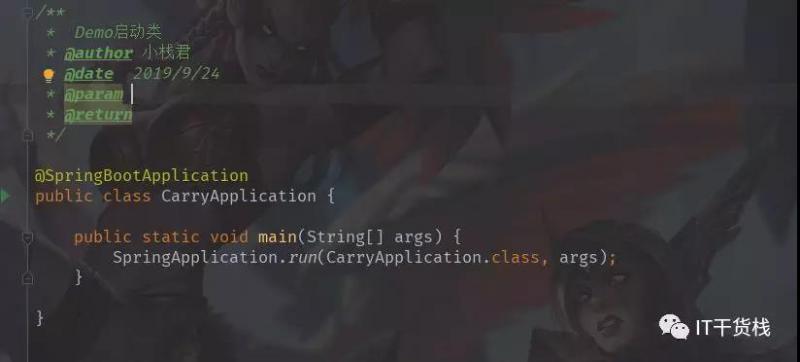 /**
* Demo启动类
* @author 小栈君
* @date 2019/9/24
* @param
* @return
*/
@SpringBootApplication
public class CarryApplication {
public static void main(String[] args) {
SpringApplication.run(CarryApplication.class, args);
}
}
IT干货栈